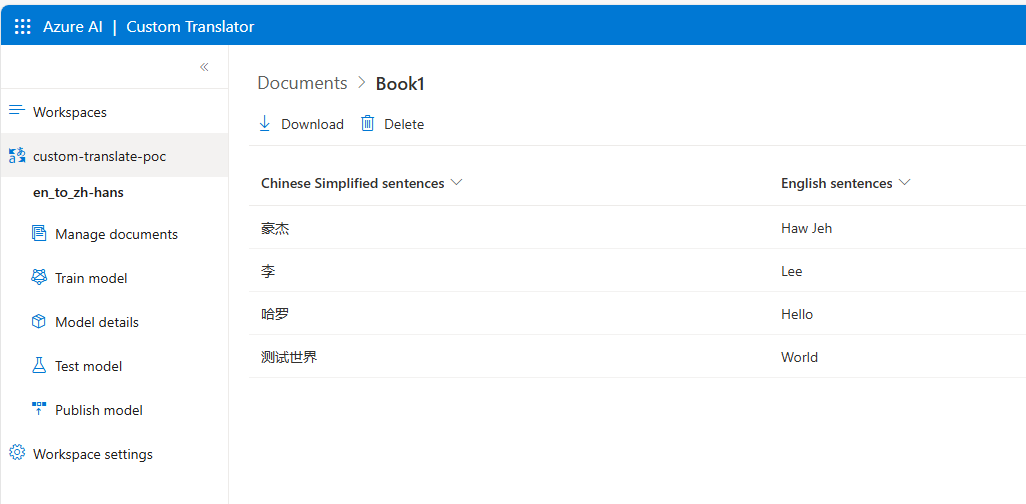 Azure AI | Custom Translator
«
Workspaces
custom-translate-poc
en_to_zh-hans
Manage documents
Train model
Model details
Test model
Publish model
Workspace settings
Documents > Book1
Download Delete
Chinese Simplified sentences English sentences
豪杰 Haw Jeh
李 Lee
哈罗 Hello
测试世界 World